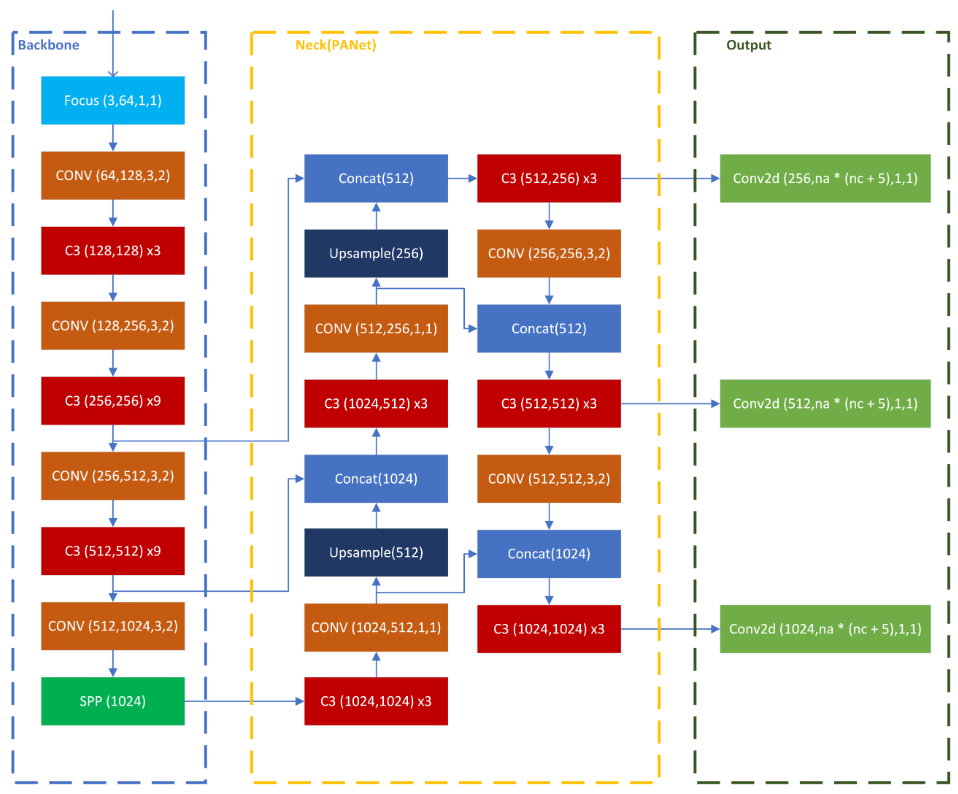 Backbone
Focus (3,64,1,1)
CONV (64,128,3,2)
C3 (128,128) x3
CONV (128,256,3,2)
C3 (256,256) x9
CONV (256,512,3,2)
C3 (512,512) x9
CONV (512,1024,3,2)
SPP (1024)
Neck(PANet)
Concat(512)
Upsample(256)
CONV (512,256,1,1)
C3 (1024,512) x3
Concat(1024)
Upsample(512)
CONV (1024,512,1,1)
C3 (1024,1024) x3
C3 (512,256) x3
CONV (256,256,3,2)
Concat(512)
C3 (512,512) x3
CONV (512,512,3,2)
Concat(1024)
C3 (1024,1024) x3
Output
Conv2d (256,na * (nc + 5),1,1)
Conv2d (512,na * (nc + 5),1,1)
Conv2d (1024,na * (nc + 5),1,1)